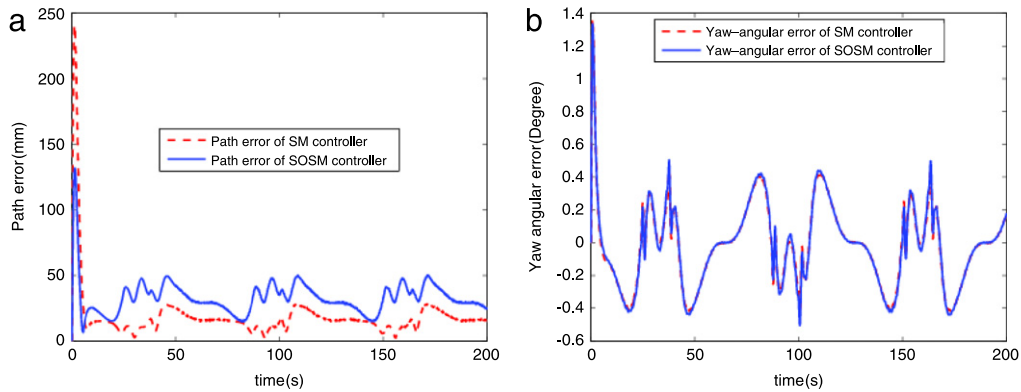 a
250
200
150
100
50
0
Path error(mm)
Path error of SM controller
Path error of SOSM controller
0
50
100
150
200
time(s)
b
1.4
1.2
1
0.8
0.6
0.4
0.2
0
-0.2
-0.4
-0.6
Yaw angular error(Degree)
Yaw–angular error of SM controller
Yaw–angular error of SOSM controller
0
50
100
150
200
time(s)